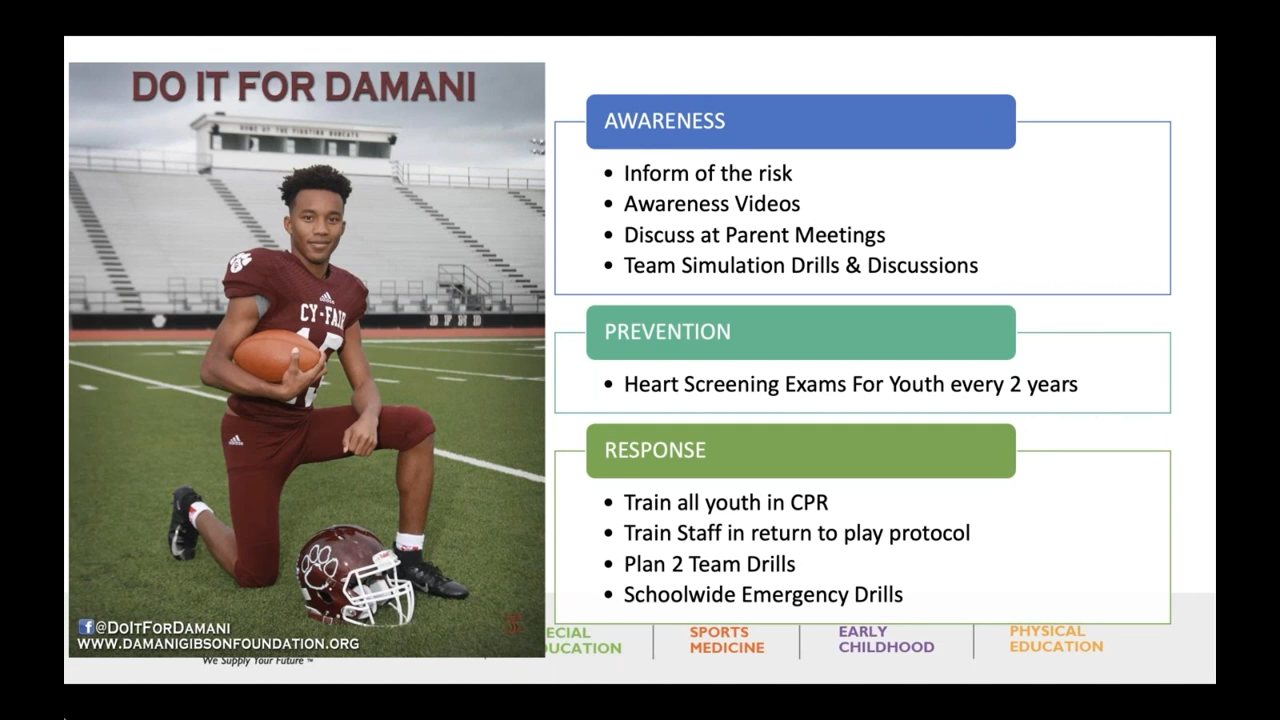 DO IT FOR DAMANI
HOME OF THE FIGHTING BOBCATS
CY-FAIR
BFND
@DoItForDamani
www.damanigibsonfoundation.org
We Supply Your Future ™
AWARENESS
• Inform of the risk
• Awareness Videos
• Discuss at Parent Meetings
• Team Simulation Drills & Discussions
PREVENTION
• Heart Screening Exams For Youth every 2 years
RESPONSE
• Train all youth in CPR
• Train Staff in return to play protocol
• Plan 2 Team Drills
• Schoolwide Emergency Drills
ECIAL
UCATION
SPORTS
MEDICINE
EARLY
CHILDHOOD
PHYSICAL
EDUCATION